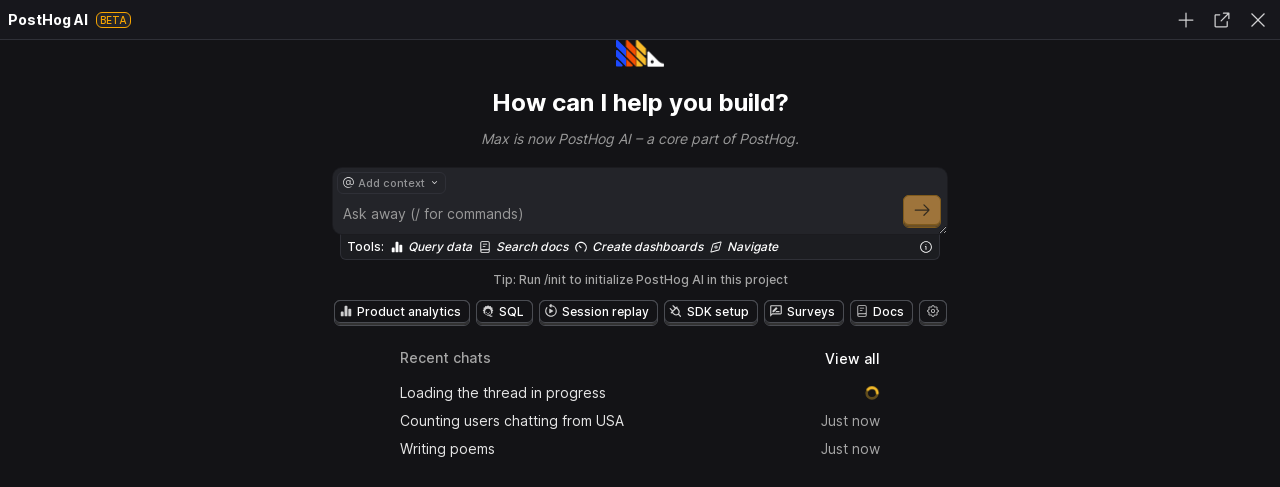 PostHog AI BETA
How can I help you build?
Max is now PostHog AI – a core part of PostHog.
@ Add context
Ask away (/ for commands)
Tools: Query data Search docs Create dashboards Navigate
Tip: Run /init to initialize PostHog AI in this project
Product analytics SQL Session replay SDK setup Surveys Docs
Recent chats View all
Loading the thread in progress
Counting users chatting from USA Just now
Writing poems Just now